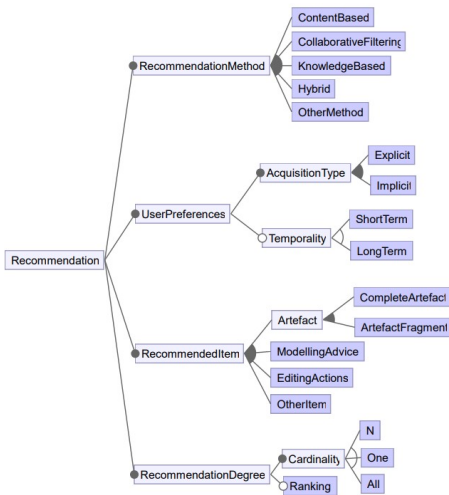 ContentBased
CollaborativeFiltering
RecommendationMethod
KnowledgeBased
Hybrid
OtherMethod
Explicit
AcquisitionType
Implicit
UserPreferences
ShortTerm
Temporality
LongTerm
Recommendation
CompleteArtefact
Artefact
ArtefactFragment
RecommendedItem
ModellingAdvice
EditingActions
OtherItem
N
Cardinality
One
RecommendationDegree
All
Ranking